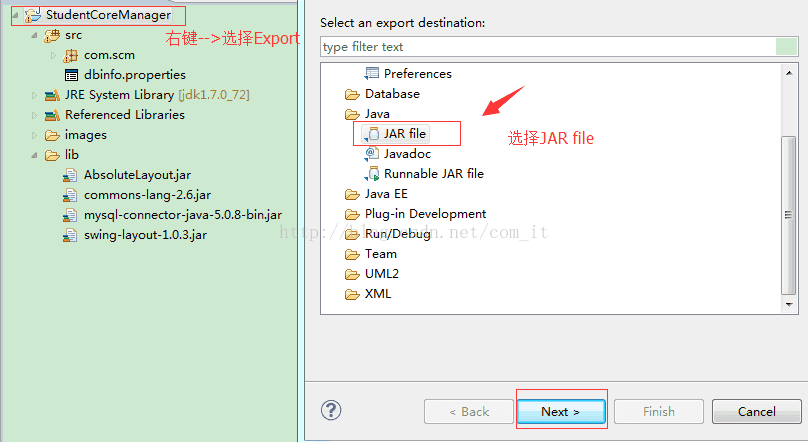 StudentCoreManager
src
右键-->选择Export
com.scm
dbinfo.properties
JRE System Library [jdk1.7.0_72]
Referenced Libraries
images
lib
AbsoluteLayout.jar
commons-lang-2.6.jar
mysql-connector-java-5.0.8-bin.jar
swing-layout-1.0.3.jar
Select an export destination:
type filter text
Preferences
Database
Java
JAR file
选择JAR file
Javadoc
Runnable JAR file
Java EE
Plug-in Development
Run/Debug
Team
UML2
XML
http://blog.csdn.net/com_it
?
< Back
Next >
Finish
Cancel